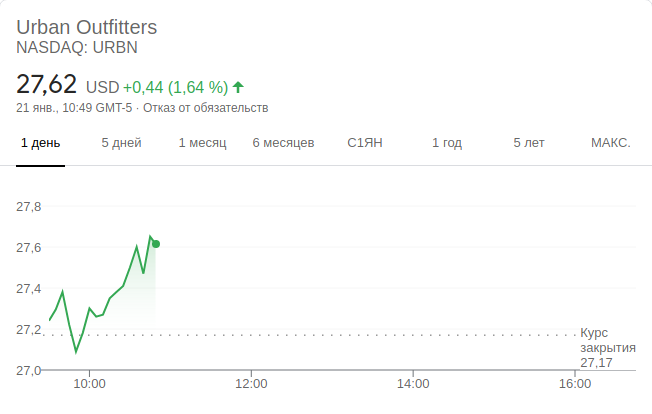 Urban Outfitters
NASDAQ: URBN
27,62 USD +0,44 (1,64 %)
21 янв., 10:49 GMT-5 · Отказ от обязательств
1 день 5 дней 1 месяц 6 месяцев С1ЯН 1 год 5 лет МАКС.
27,8
27,6
27,4
27,2
27,0
Курс
закрытия
27,17
10:00 12:00 14:00 16:00